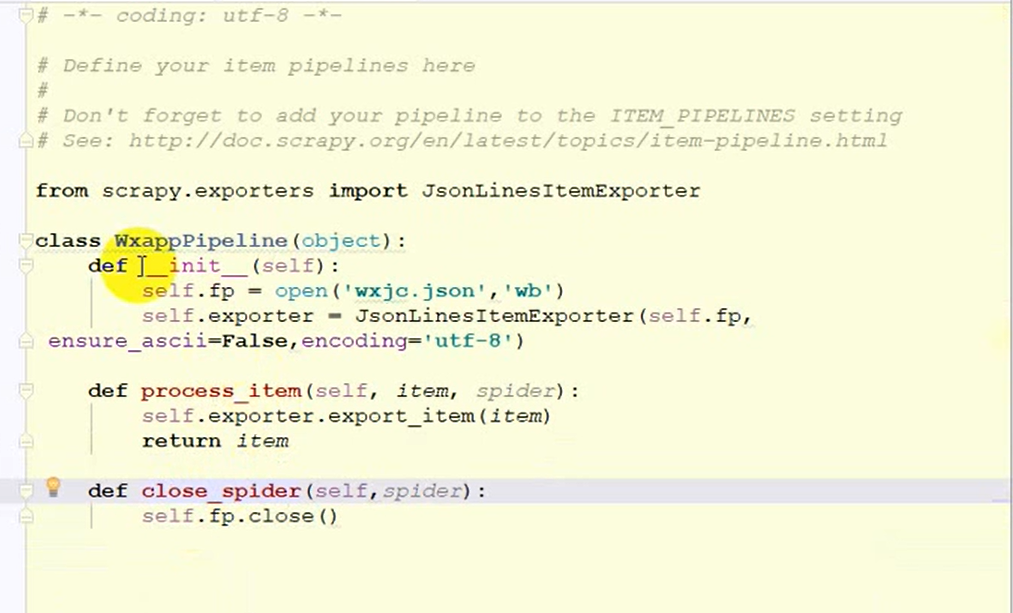 # -*- coding: utf-8 -*-
# Define your item pipelines here
#
# Don't forget to add your pipeline to the ITEM_PIPELINES setting
# See: http://doc.scrapy.org/en/latest/topics/item-pipeline.html
from scrapy.exporters import JsonLinesItemExporter
class WxappPipeline(object):
def __init__(self):
self.fp = open('wxjc.json','wb')
self.exporter = JsonLinesItemExporter(self.fp,
ensure_ascii=False,encoding='utf-8')
def process_item(self, item, spider):
self.exporter.export_item(item)
return item
def close_spider(self,spider):
self.fp.close()